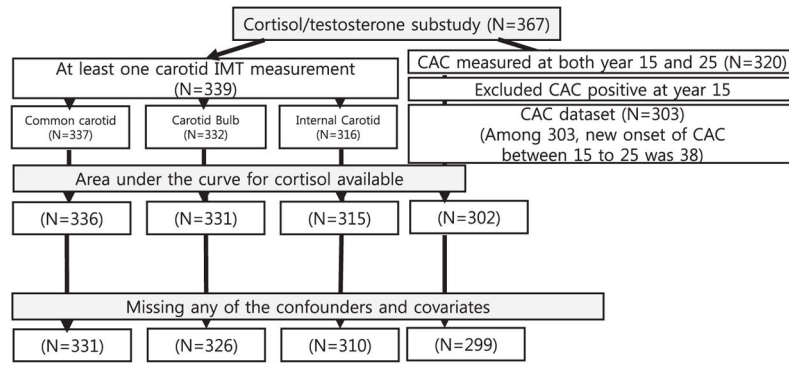 Cortisol/testosterone substudy (N=367)
At least one carotid IMT measurement
(N=339)
CAC measured at both year 15 and 25 (N=320)
Excluded CAC positive at year 15
CAC dataset (N=303)
(Among 303, new onset of CAC
between 15 to 25 was 38)
Common carotid
(N=337)
Carotid Bulb
(N=332)
Internal Carotid
(N=316)
Area under the curve for cortisol available
(N=336)
(N=331)
(N=315)
(N=302)
Missing any of the confounders and covariates
(N=331)
(N=326)
(N=310)
(N=299)